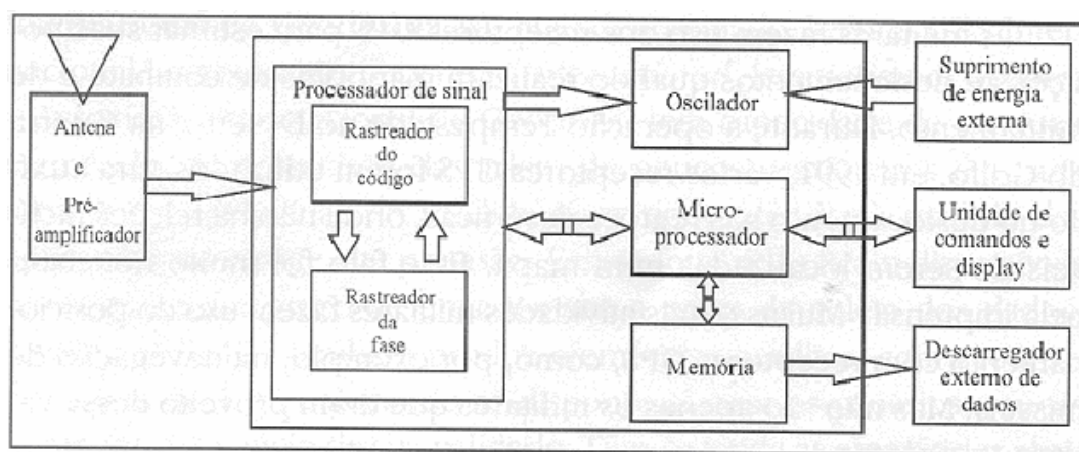 Antena
e
Pré-
amplificador
Processador de sinal
Rastreador
do
código
Rastreador
da
fase
Oscilador
Micro-
processador
Memória
Suprimento
de energia
externa
Unidade de
comandos e
display
Descarregador
externo de
dados